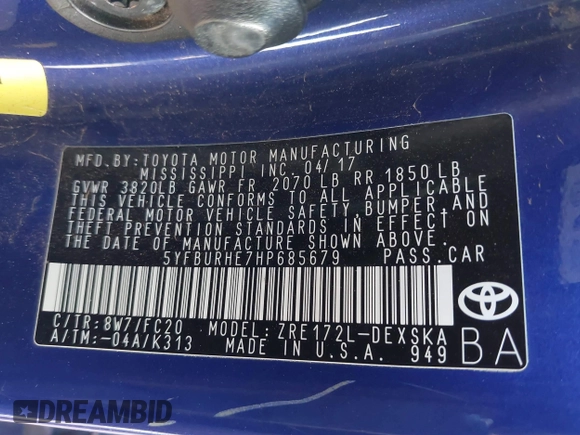 MFD.BY:TOYOTA MOTOR MANUFACTURING
MISSISSIPPI INC. 04/17
GVWR 3820LB GAWR FR 2070 LB RR 1850 LB
THIS VEHICLE CONFORMS TO ALL APPLICABLE
FEDERAL MOTOR VEHICLE SAFETY,BUMPER,AND
THEFT PREVENTION STANDARDS IN EFFECT ON
THE DATE OF MANUFACTURE SHOWN ABOVE.
5YFBURHE7HP685679 PASS.CAR
C/TR:8W7/FC20 MODEL:ZRE172L-DEXSKA
A/TM:-04A/K313 MADE IN U.S.A. 949
BA
DREAMBID